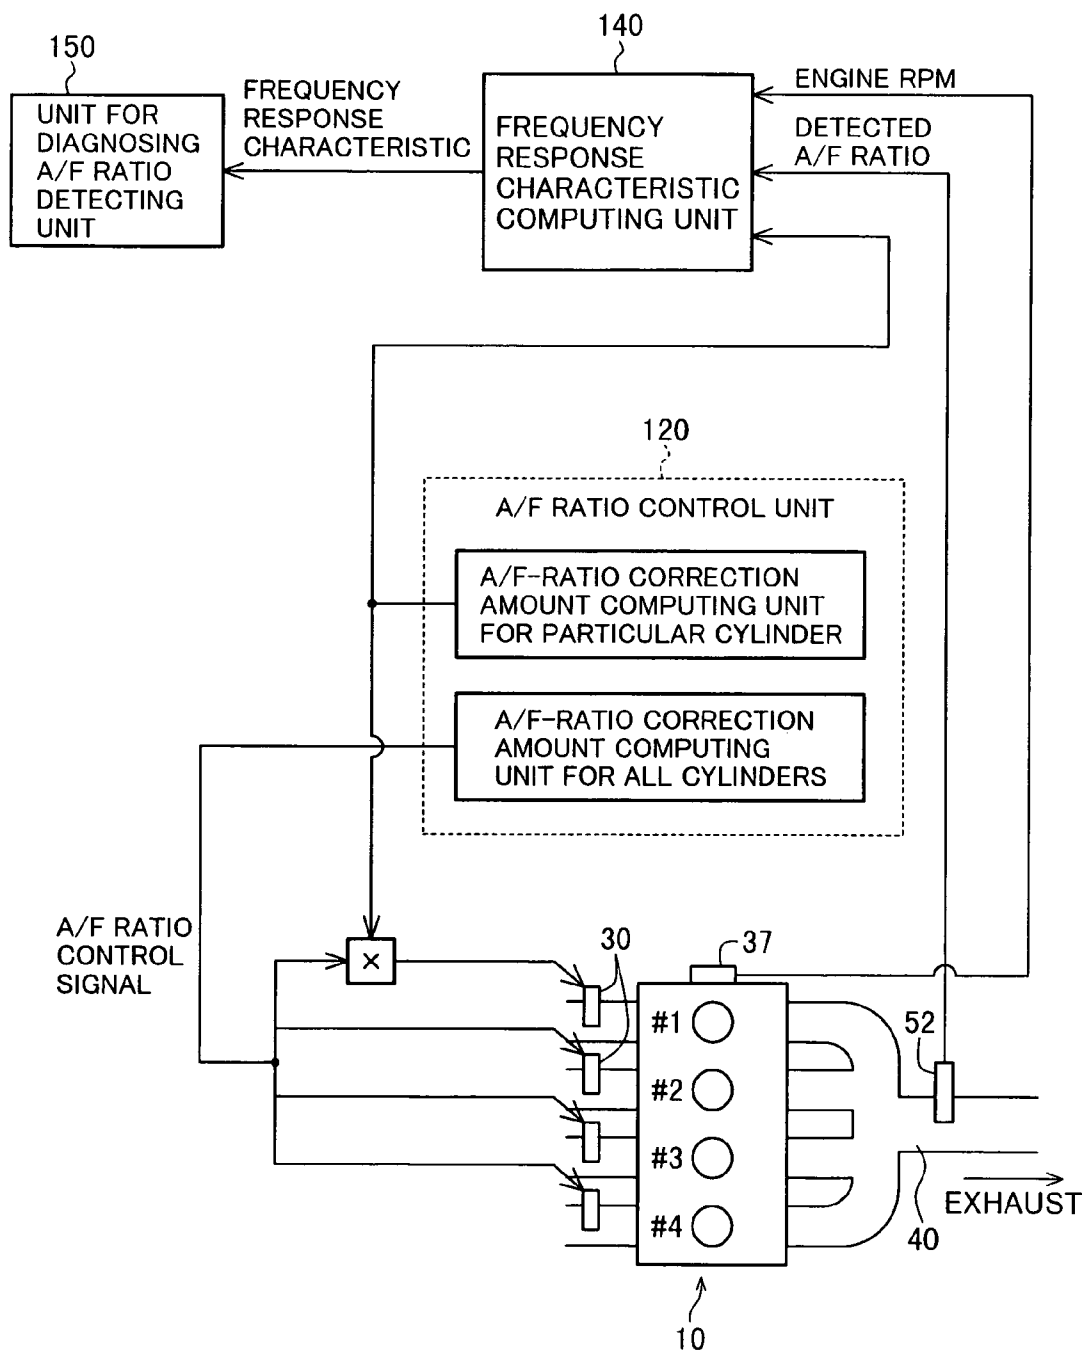 140
150
ENGINE RPM
UNIT FOR
DIAGNOSING
A/F RATIO
DETECTING
UNIT
FREQUENCY
RESPONSE
CHARACTERISTIC
FREQUENCY
RESPONSE
CHARACTERISTIC
COMPUTING UNIT
DETECTED
A/F RATIO
120
A/F RATIO CONTROL UNIT
A/F-RATIO CORRECTION
AMOUNT COMPUTING UNIT
FOR PARTICULAR CYLINDER
A/F-RATIO CORRECTION
AMOUNT COMPUTING
UNIT FOR ALL CYLINDERS
A/F RATIO
CONTROL
SIGNAL
×
30
37
52
#1
#2
#3
#4
40
EXHAUST
10